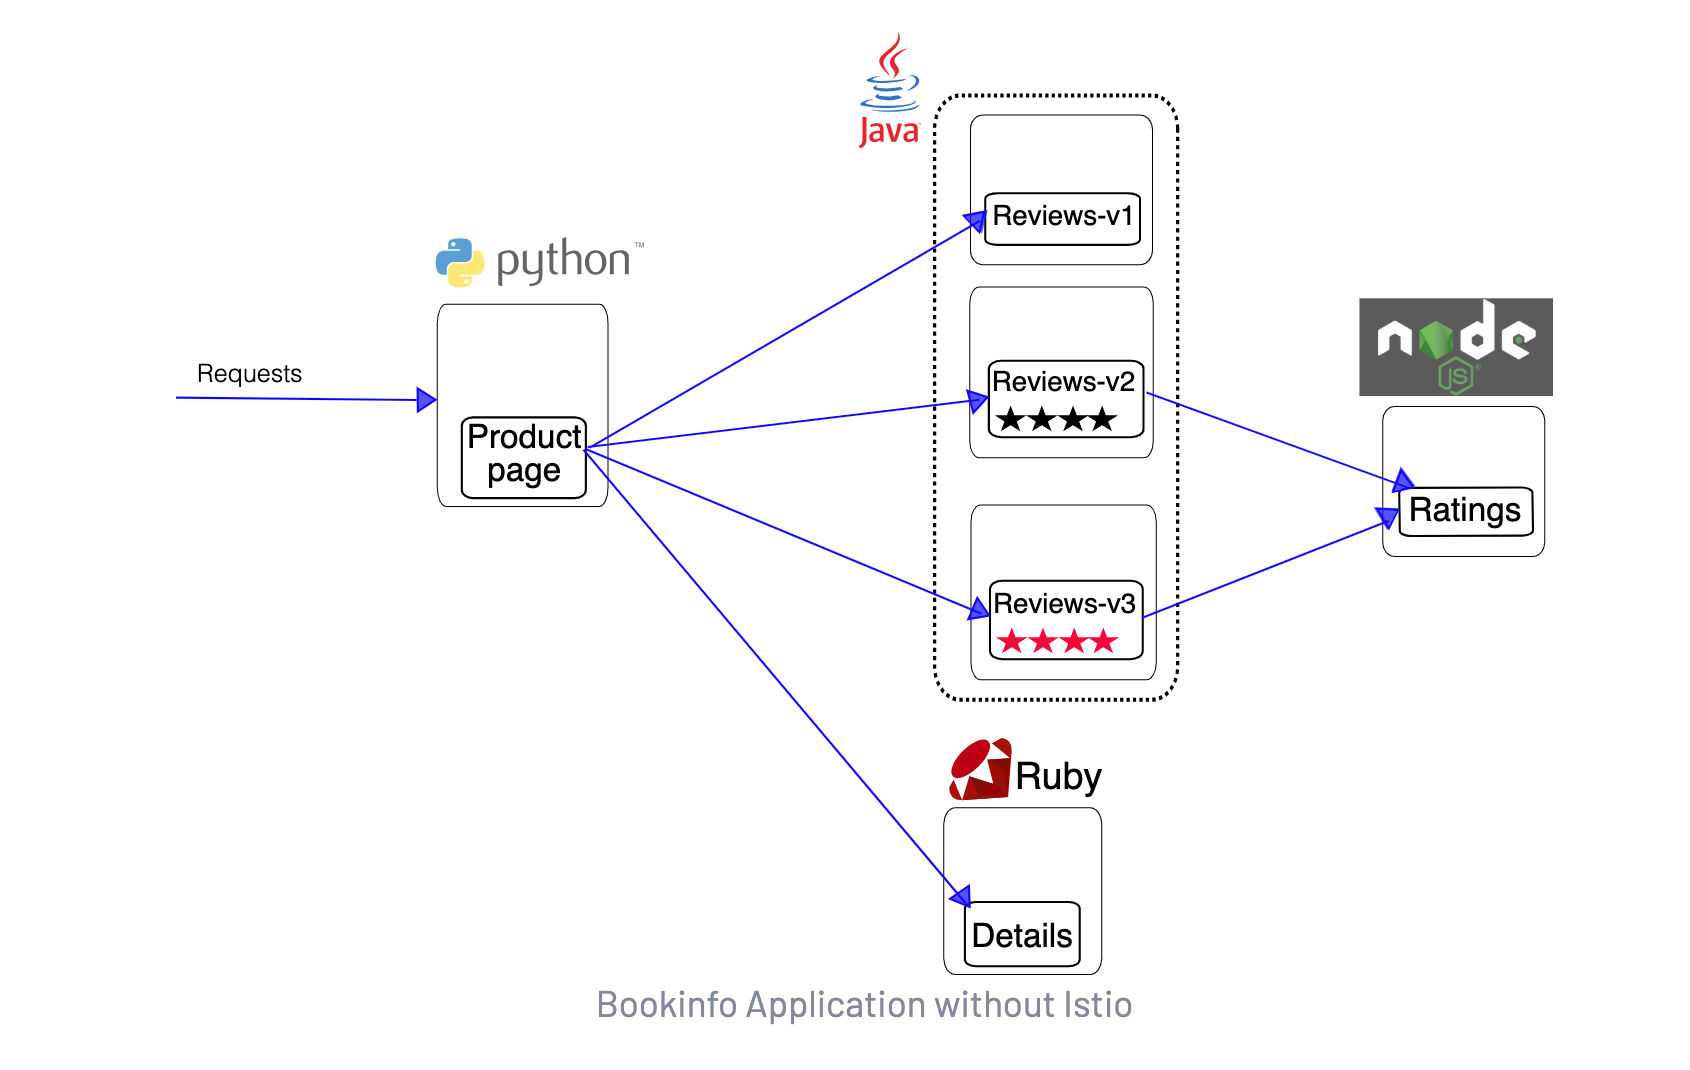 Java
Reviews-v1
python™
node
JS®
Requests
Reviews-v2
Product
page
Ratings
Reviews-v3
Ruby
Details
Bookinfo Application without Istio